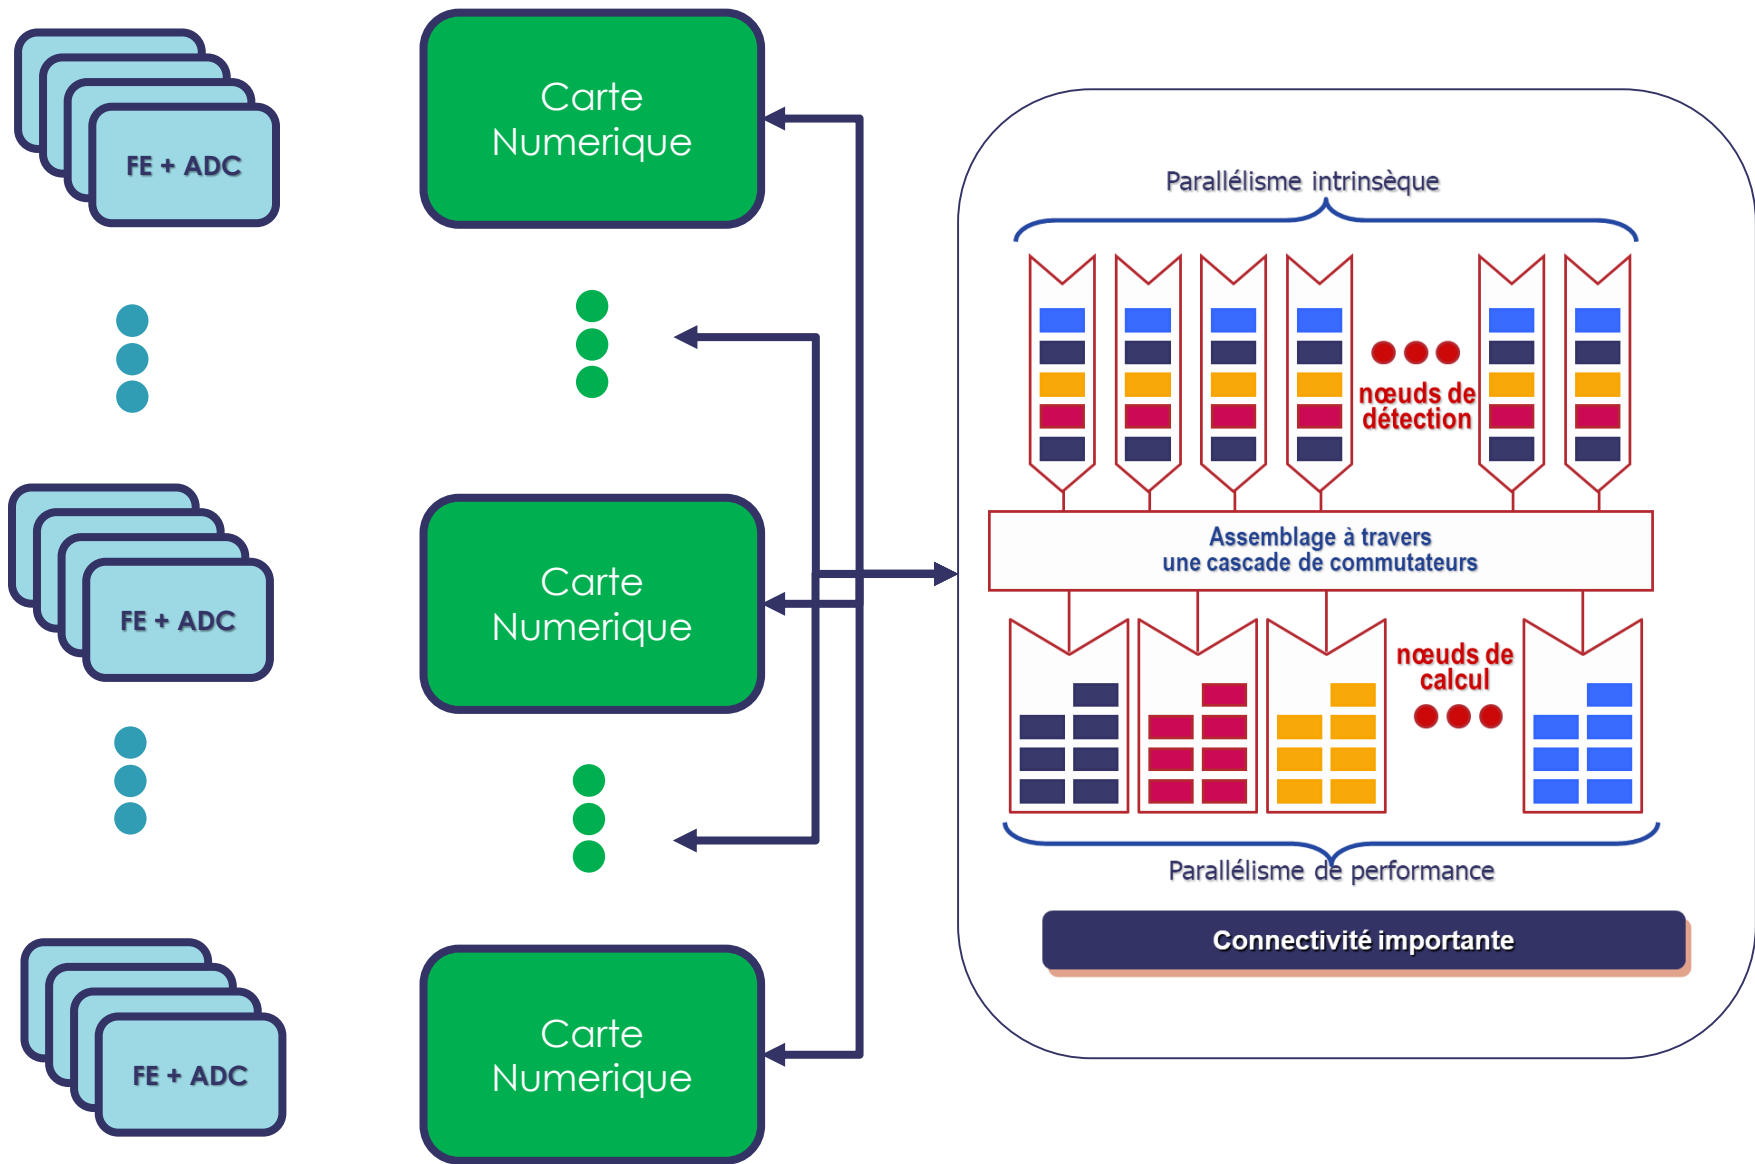 FE + ADC
Carte
Numerique
FE + ADC
Carte
Numerique
FE + ADC
Carte
Numerique
Parallélisme intrinsèque
nœuds de
détection
Assemblage à travers
une cascade de commutateurs
nœuds de
calcul
Parallélisme de performance
Connectivité importante